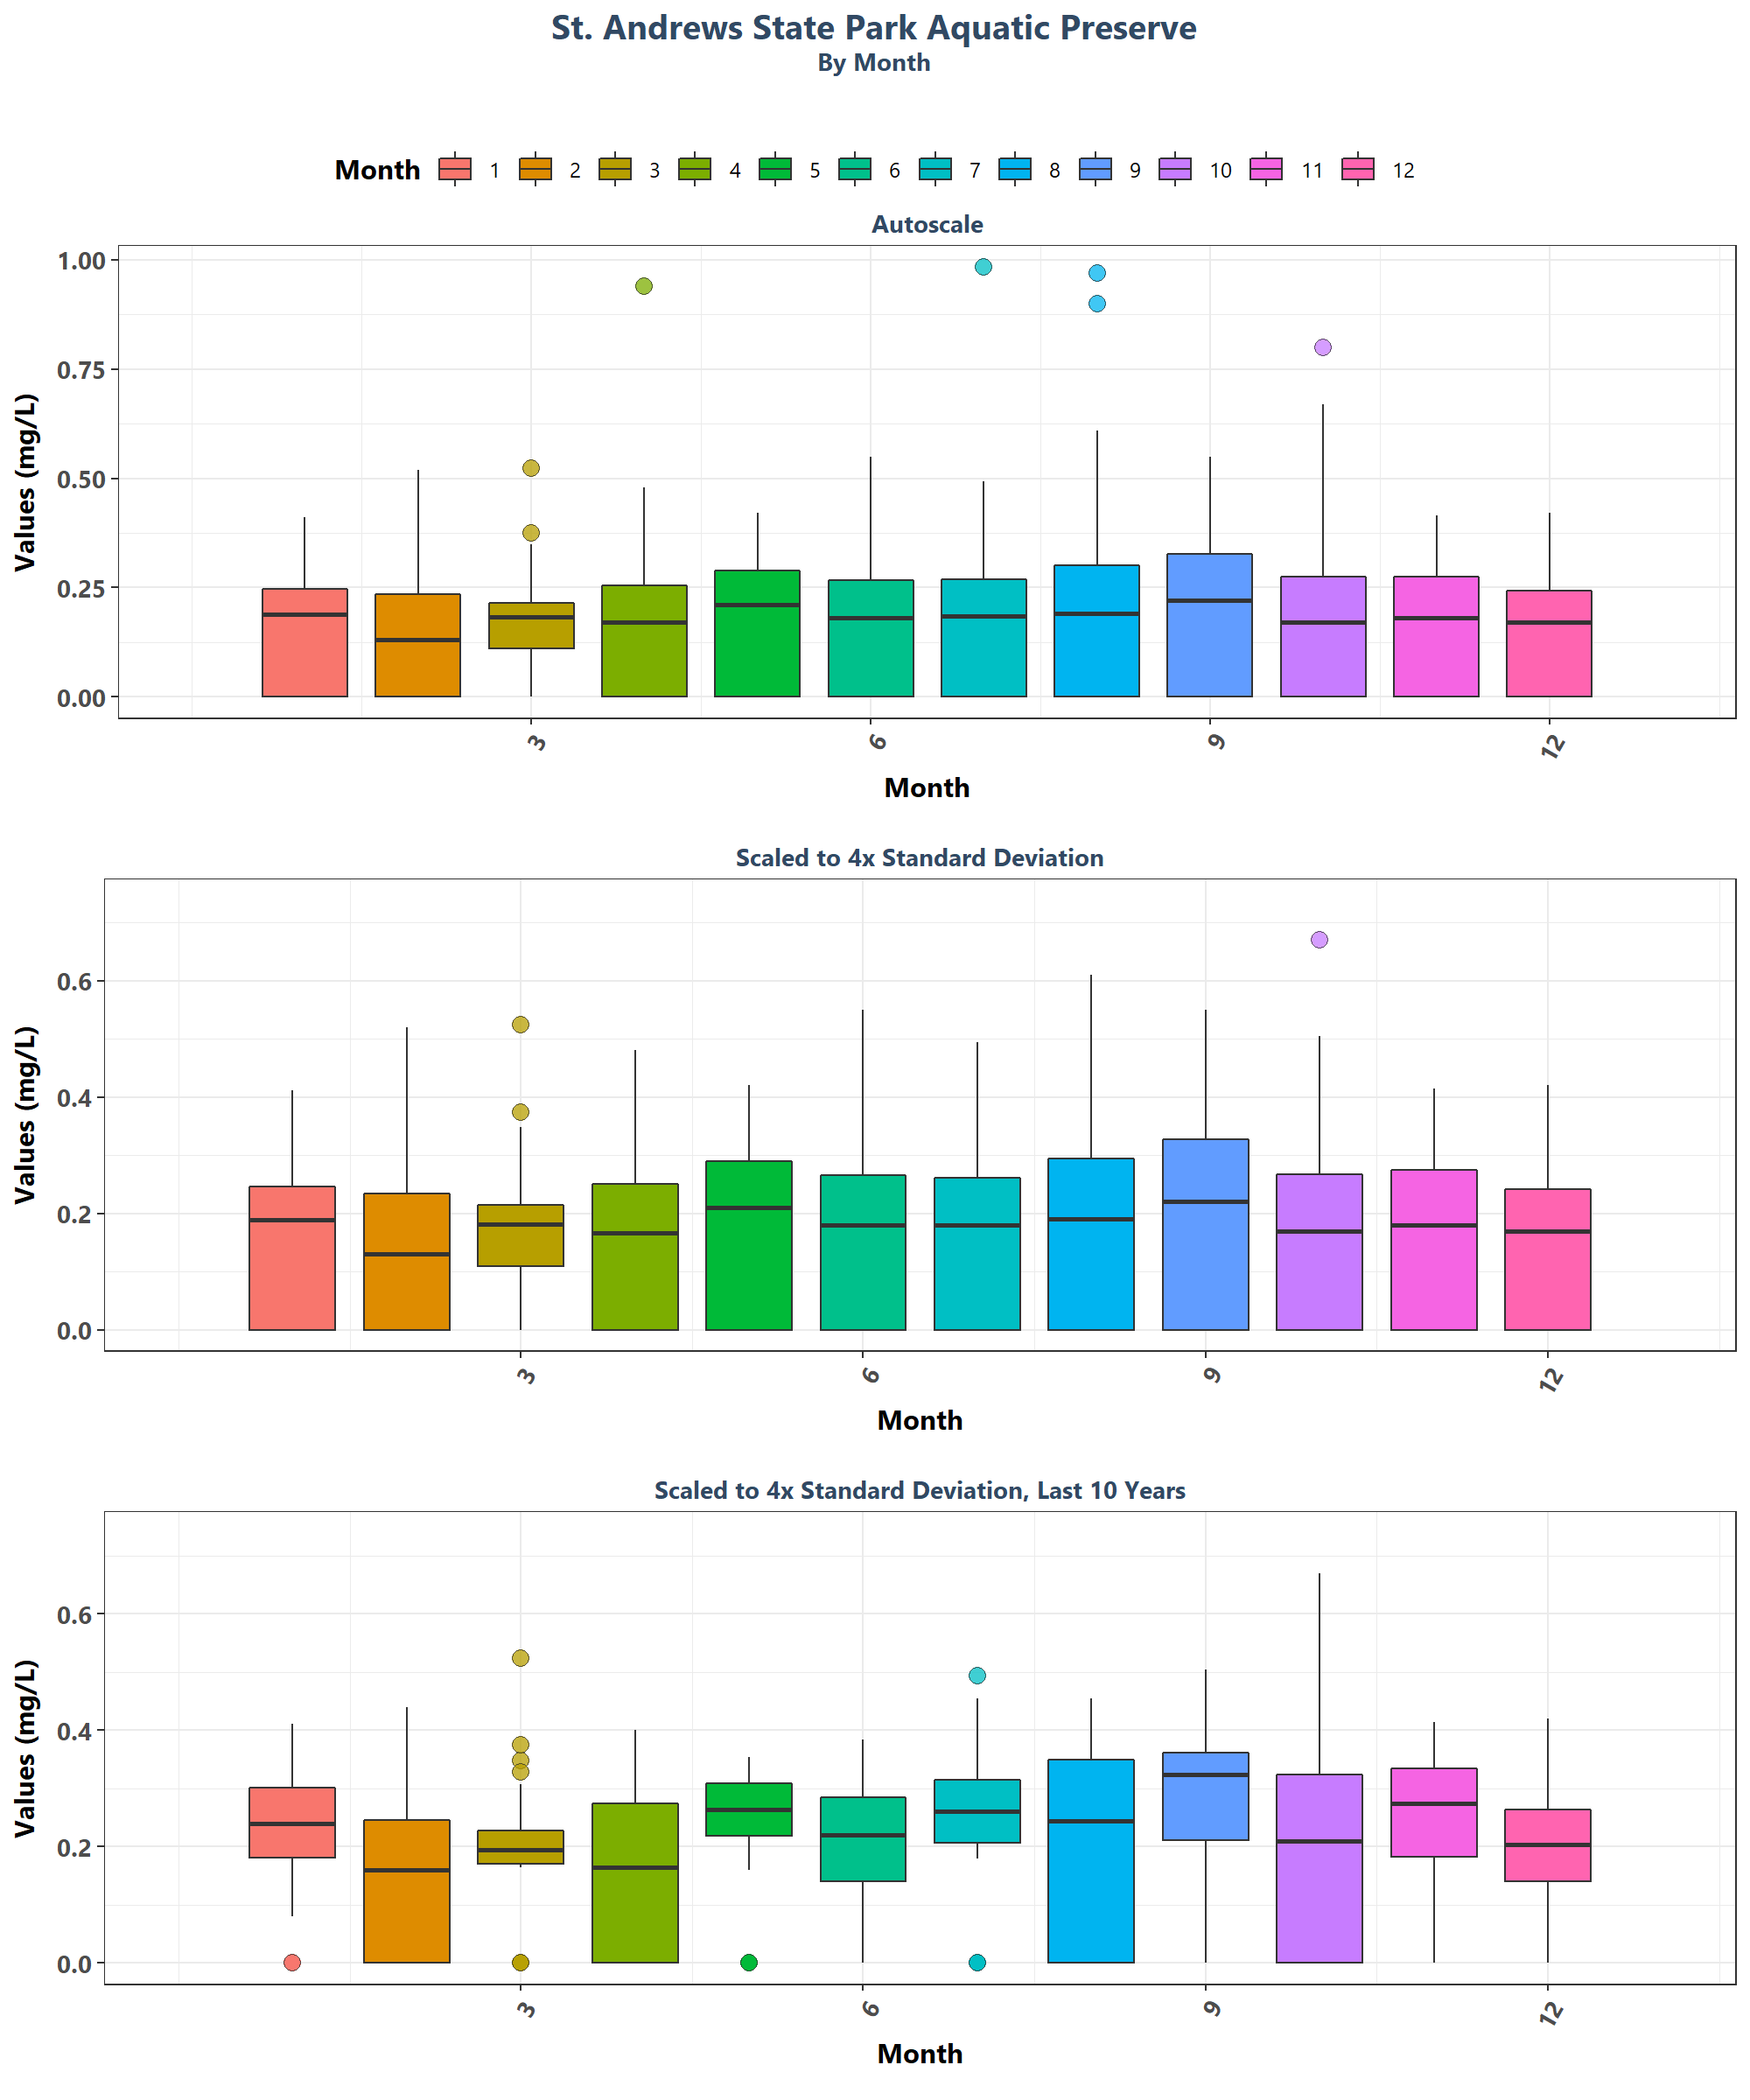 St. Andrews State Park Aquatic Preserve
By Month
Month 1 2 3 4 5 6 7 8 9 10 11 12
Autoscale
Values (mg/L)
1.00
0.75
0.50
0.25
0.00
3 6 9 12
Month
Scaled to 4x Standard Deviation
Values (mg/L)
0.6
0.4
0.2
0.0
3 6 9 12
Month
Scaled to 4x Standard Deviation, Last 10 Years
Values (mg/L)
0.6
0.4
0.2
0.0
3 6 9 12
Month